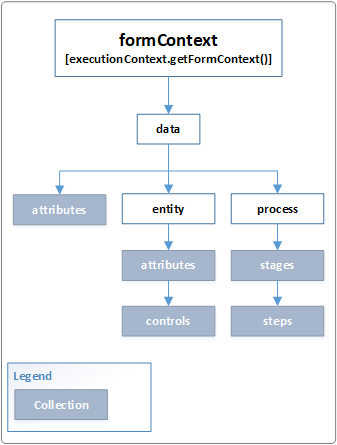 formContext
[executionContext.getFormContext()]
data
attributes
entity
process
attributes
stages
controls
steps
Legend
Collection